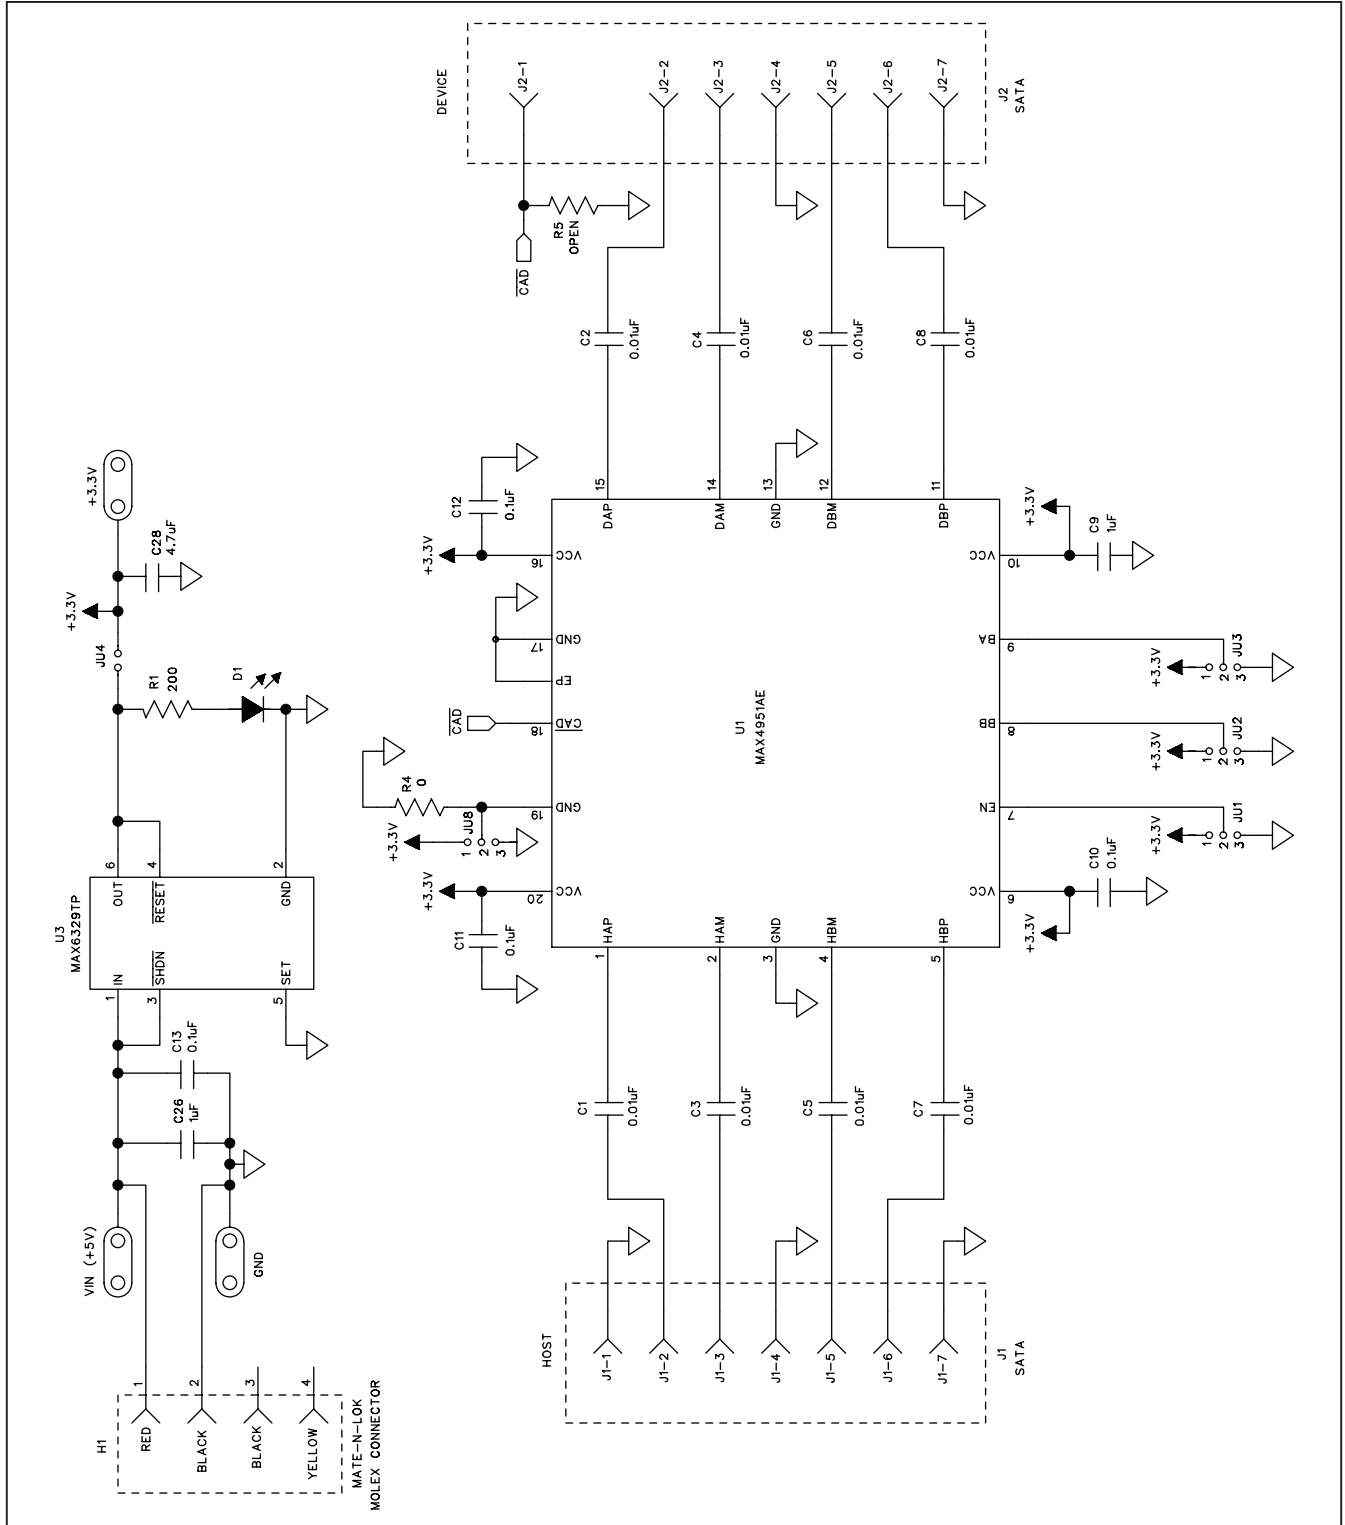 H1
RED
BLACK
BLACK
YELLOW
1
2
3
4
MATE-N-LOK
MOLEX CONNECTOR
VIN (+5V)
GND
C26
1uF
C13
0.1uF
U3
MAX6329TP
1
IN
3
SHDN
5
SET
OUT
6
RESET
4
GND
2
R1
200
D1
JU4
+3.3V
C28
4.7uF
+3.3V
HOST
J1-1
J1-2
J1-3
J1-4
J1-5
J1-6
J1-7
J1
SATA
C1
0.01uF
C3
0.01uF
C5
0.01uF
C7
0.01uF
U1
MAX4951AE
1
HAP
2
HAM
3
GND
4
HBM
5
HBP
C11
0.1uF
+3.3V
20
VCC
+3.3V
JU8
1
2
3
R4
0
19
GND
CAD
18
CAD
EP
17
GND
+3.3V
16
VCC
C12
0.1uF
6
VCC
+3.3V
C10
0.1uF
7
EN
+3.3V
1
2
3
JU1
8
BB
+3.3V
1
2
3
JU2
9
BA
+3.3V
1
2
3
JU3
10
VCC
+3.3V
C9
1uF
DAP
15
DAM
14
GND
13
DBM
12
DBP
11
C2
0.01uF
C4
0.01uF
C6
0.01uF
C8
0.01uF
CAD
R5
OPEN
DEVICE
J2-1
J2-2
J2-3
J2-4
J2-5
J2-6
J2-7
J2
SATA